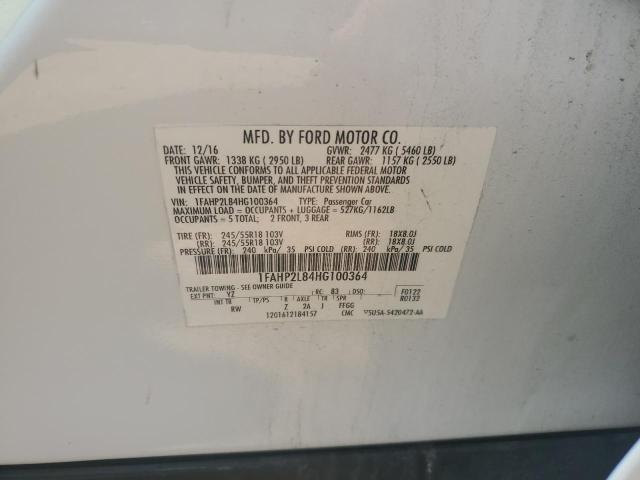 MFD. BY FORD MOTOR CO.
DATE: 12/16 GVWR: 2477 KG ( 5460 LB)
FRONT GAWR: 1338 KG ( 2950 LB) REAR GAWR: 1157 KG ( 2550 LB)
THIS VEHICLE CONFORMS TO ALL APPLICABLE FEDERAL MOTOR
VEHICLE SAFETY, BUMPER, AND THEFT PREVENTION STANDARDS
IN EFFECT ON THE DATE OF MANUFACTURE SHOWN ABOVE.
VIN: 1FAHP2L84HG100364 TYPE: Passenger Car
MAXIMUM LOAD = OCCUPANTS + LUGGAGE = 527KG/1162LB
OCCUPANTS = 5 TOTAL, 2 FRONT, 3 REAR
TIRE (FR): 245/55R18 103V RIMS (FR): 18X8.0J
(RR): 245/55R18 103V (RR): 18X8.0J
PRESSURE (FR): 240 kPa/ 35 PSI COLD (RR): 240 kPa/ 35 PSI COLD
1FAHP2L84HG100364
TRAILER TOWING - SEE OWNER GUIDE
EXT PNT: YZ RC: 83 DSO: F0122
R0132
INT TR TP/PS R AXLE TR SPR
RW Z 2A J FFGG
1201612184157 CMC